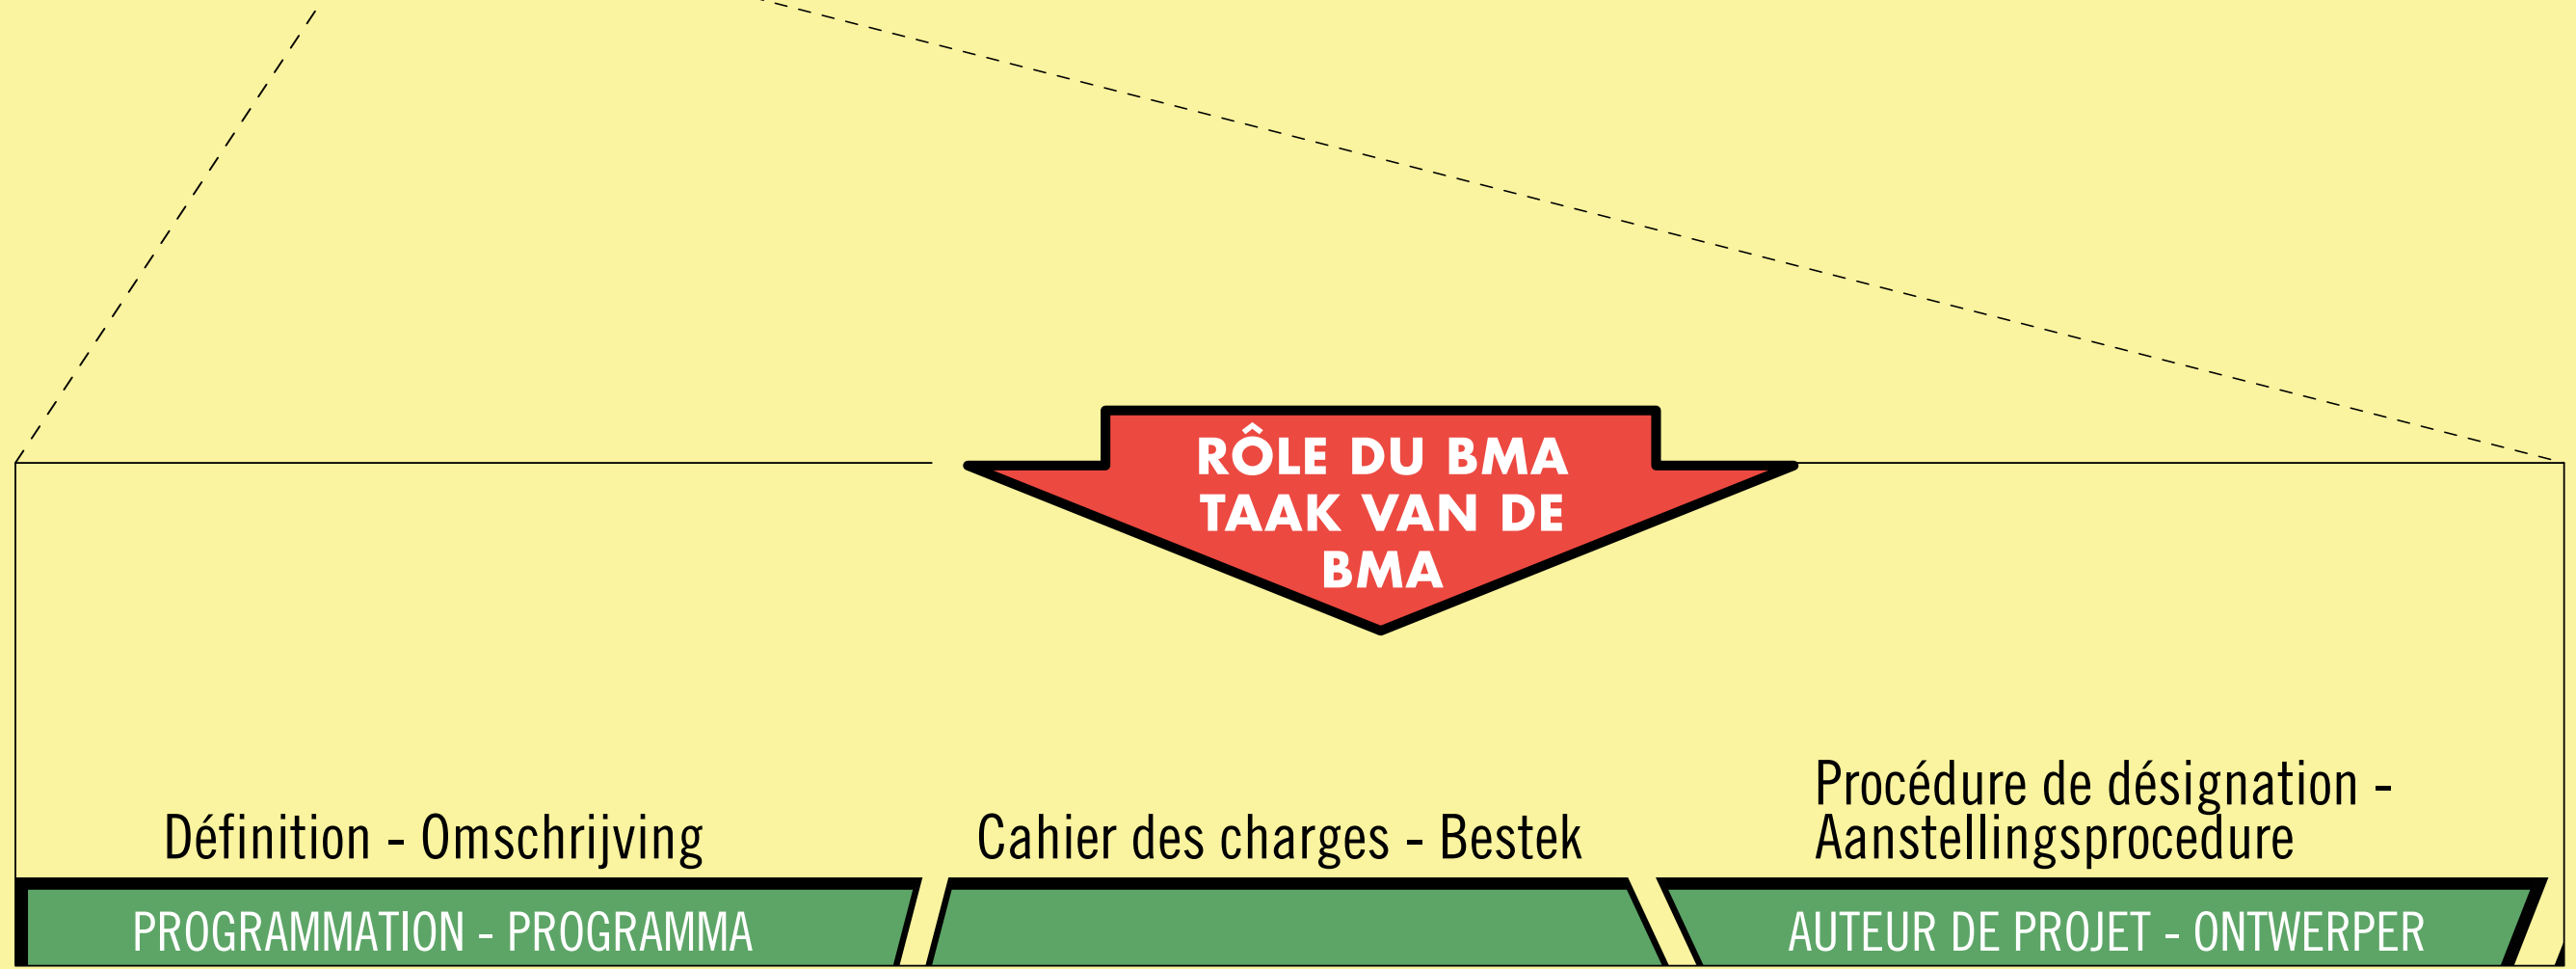 RÔLE DU BMA
TAAK VAN DE
BMA
Définition - Omschrijving
Cahier des charges - Bestek
Procédure de désignation -
Aanstellingsprocedure
PROGRAMMATION - PROGRAMMA
AUTEUR DE PROJET - ONTWERPER